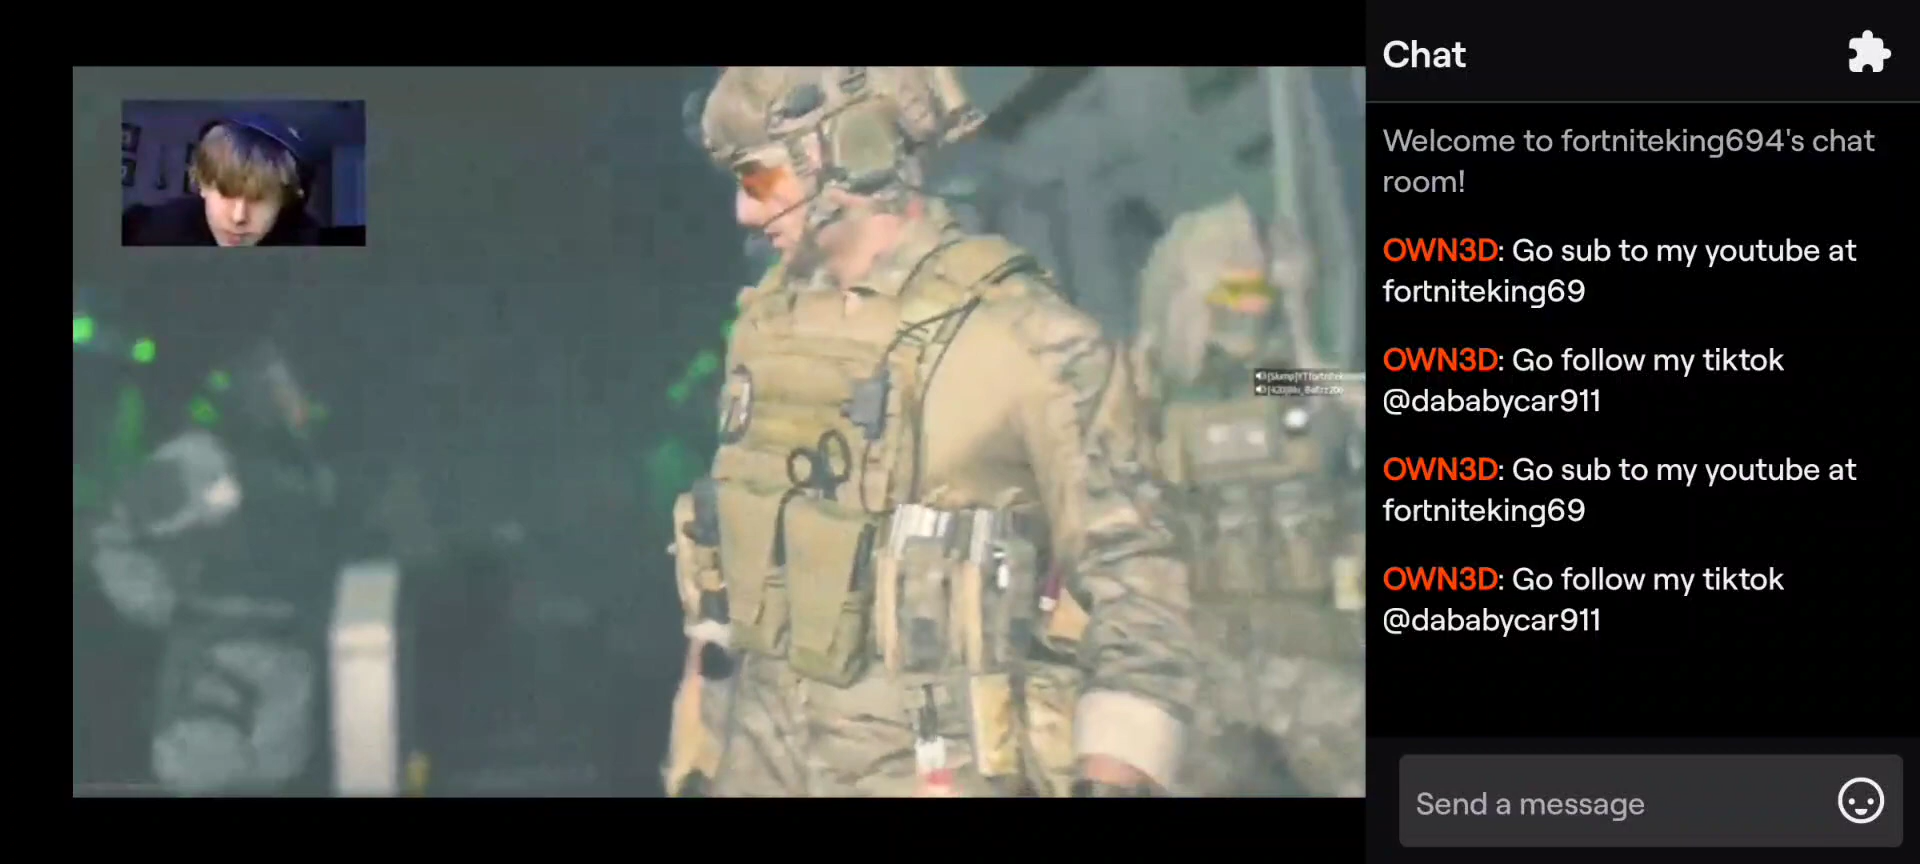 Chat
Welcome to fortniteking694's chat
room!
OWN3D: Go sub to my youtube at
fortniteking69
OWN3D: Go follow my tiktok
@dababycar911
OWN3D: Go sub to my youtube at
fortniteking69
OWN3D: Go follow my tiktok
@dababycar911
Send a message